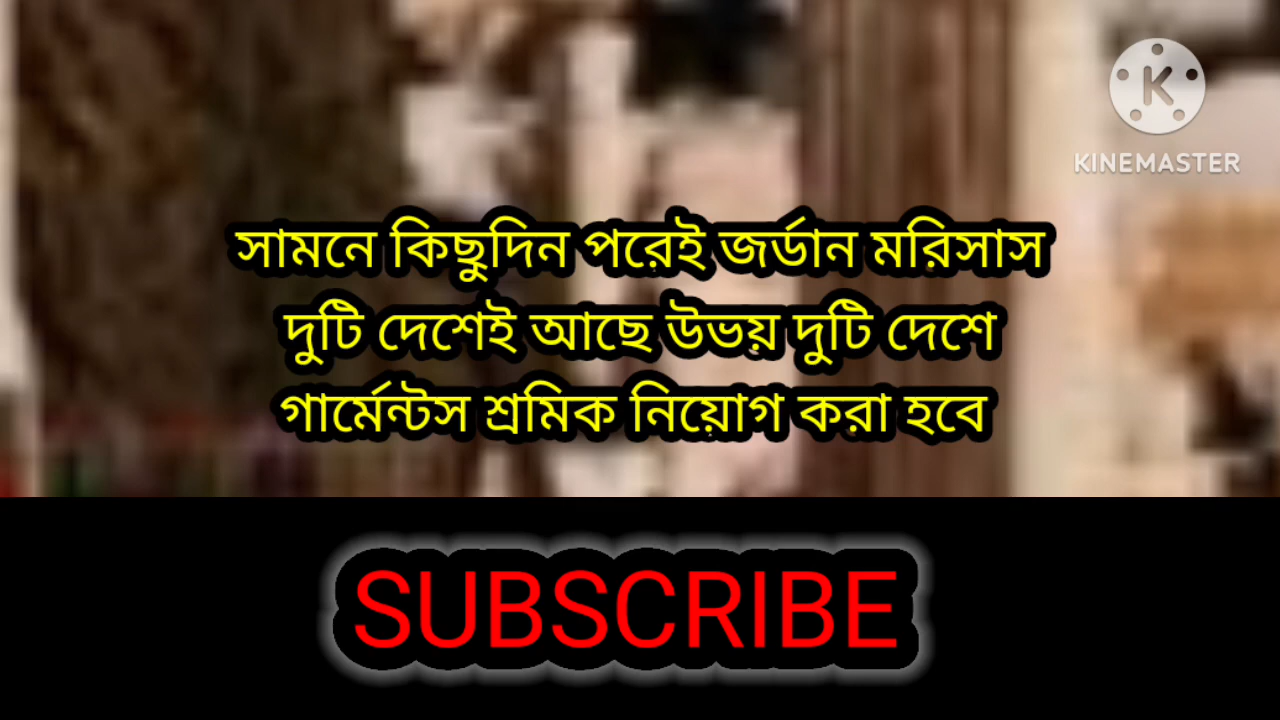 KINEMASTER
সামনে কিছুদিন পরেই জর্ডান মরিসাস
দুটি দেশেই আছে উভয় দুটি দেশে
গার্মেন্টস শ্রমিক নিয়োগ করা হবে
SUBSCRIBE